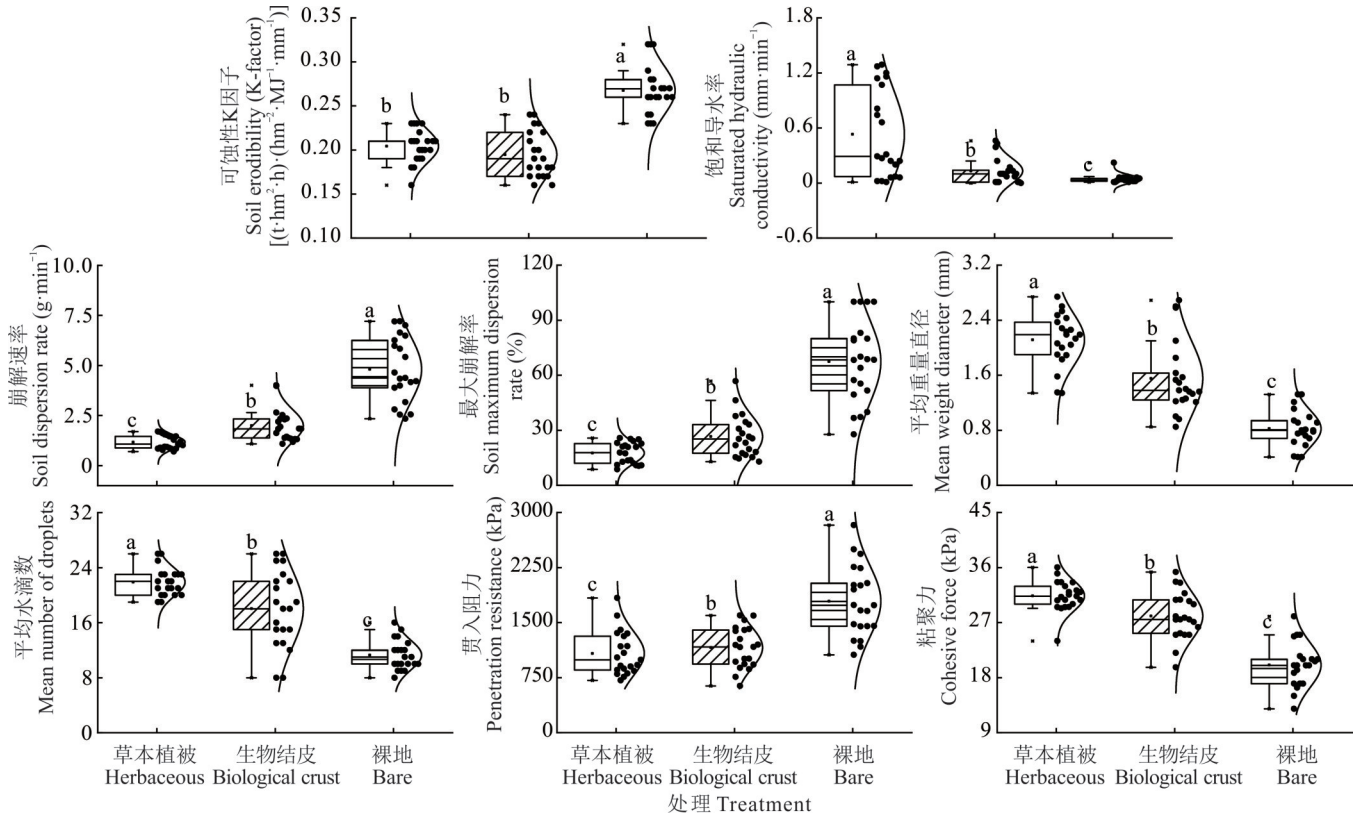 可蚀性K因子
Soil erodibility (K-factor)
[(t·hm²·h)·(hm⁻²·MJ⁻¹·mm⁻¹)]
0.35
0.30
0.25
0.20
0.15
0.10
b
b
a
饱和导水率
Saturated hydraulic
conductivity (mm·min⁻¹)
1.8
1.2
0.6
0
-0.6
a
b
c
崩解速率
Soil dispersion rate (g·min⁻¹)
10.0
7.5
5.0
2.5
0
c
b
a
最大崩解率
Soil maximum dispersion
rate (%)
120
90
60
30
0
c
b
a
平均重量直径
Mean weight diameter (mm)
3.2
2.4
1.6
0.8
0
a
b
c
平均水滴数
Mean number of droplets
32
24
16
8
0
a
b
c
贯入阻力
Penetration resistance (kPa)
3000
2250
1500
750
0
c
b
a
粘聚力
Cohesive force (kPa)
45
36
27
18
9
a
b
c
草本植被 生物结皮 裸地
Herbaceous Biological crust Bare
草本植被 生物结皮 裸地
Herbaceous Biological crust Bare
草本植被 生物结皮 裸地
Herbaceous Biological crust Bare
处理 Treatment